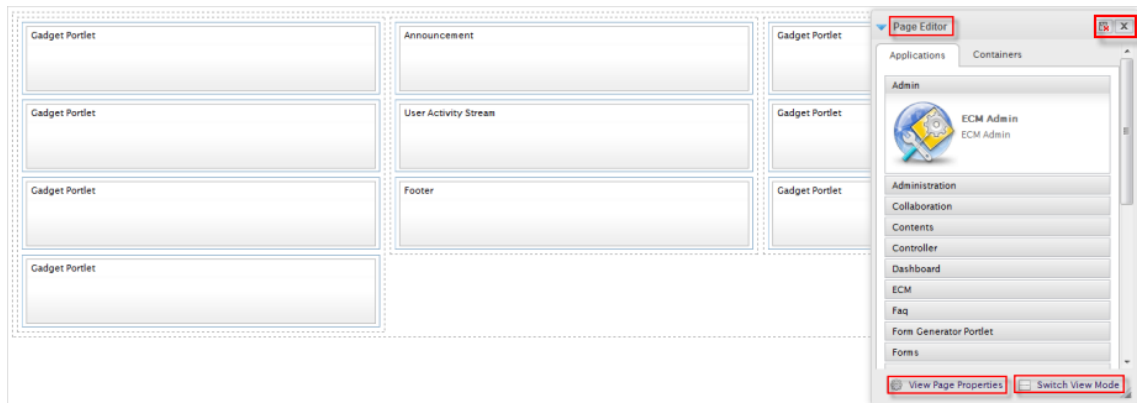 Gadget Portlet
Announcement
Gadget Portlet
Gadget Portlet
User Activity Stream
Gadget Portlet
Gadget Portlet
Footer
Gadget Portlet
Gadget Portlet
Page Editor
Applications
Containers
Admin
ECM Admin
ECM Admin
Administration
Collaboration
Contents
Controller
Dashboard
ECM
Faq
Form Generator Portlet
Forms
View Page Properties
Switch View Mode